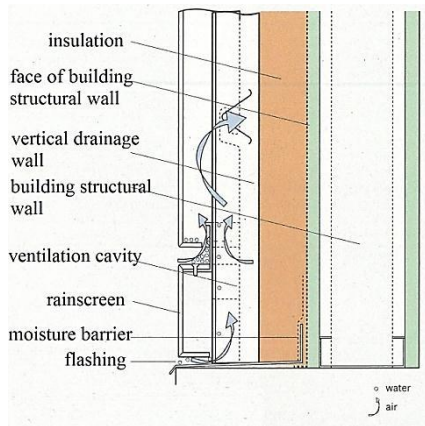 insulation
face of building
structural wall
vertical drainage
wall
building structural
wall
ventilation cavity
rainscreen
moisture barrier
flashing
water
air